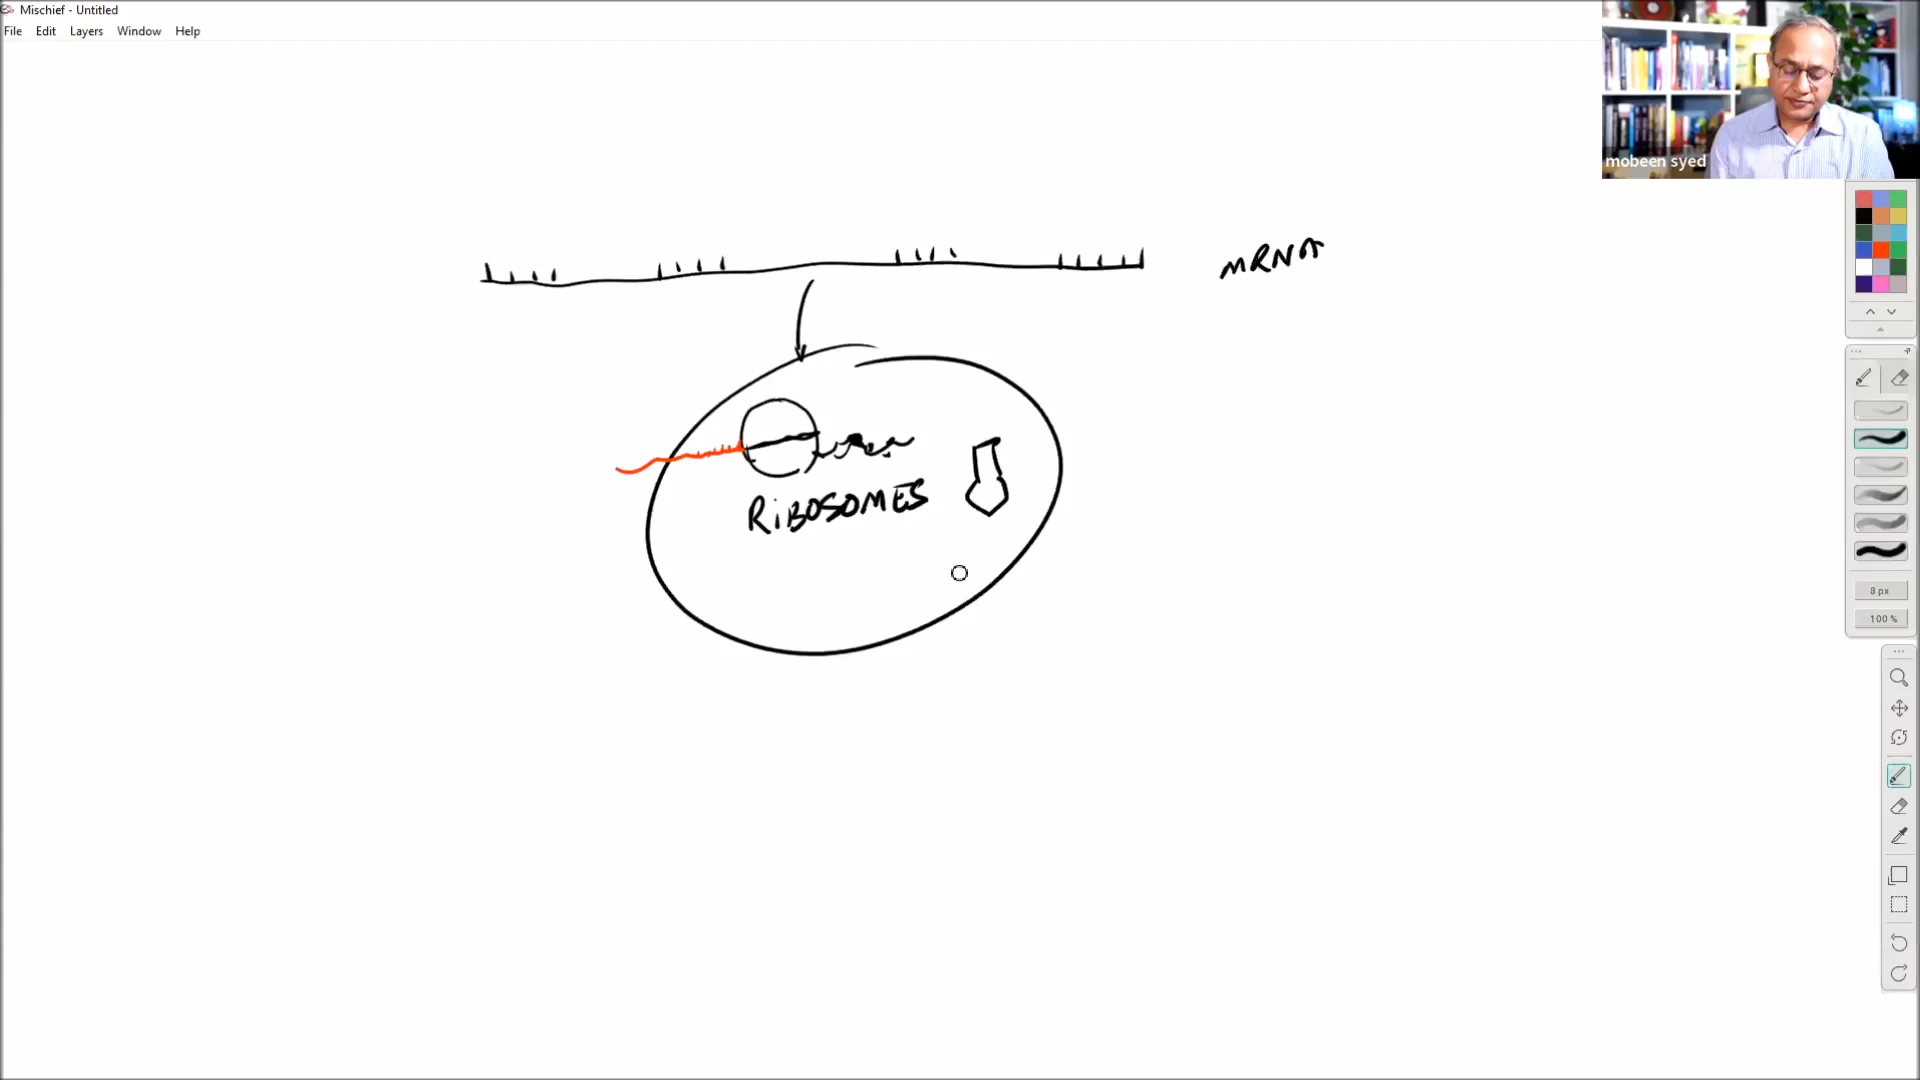 Mischief - Untitled
File Edit Layers Window Help
mobeen syed
mRNA
RiBOSOMES
8 px
100 %